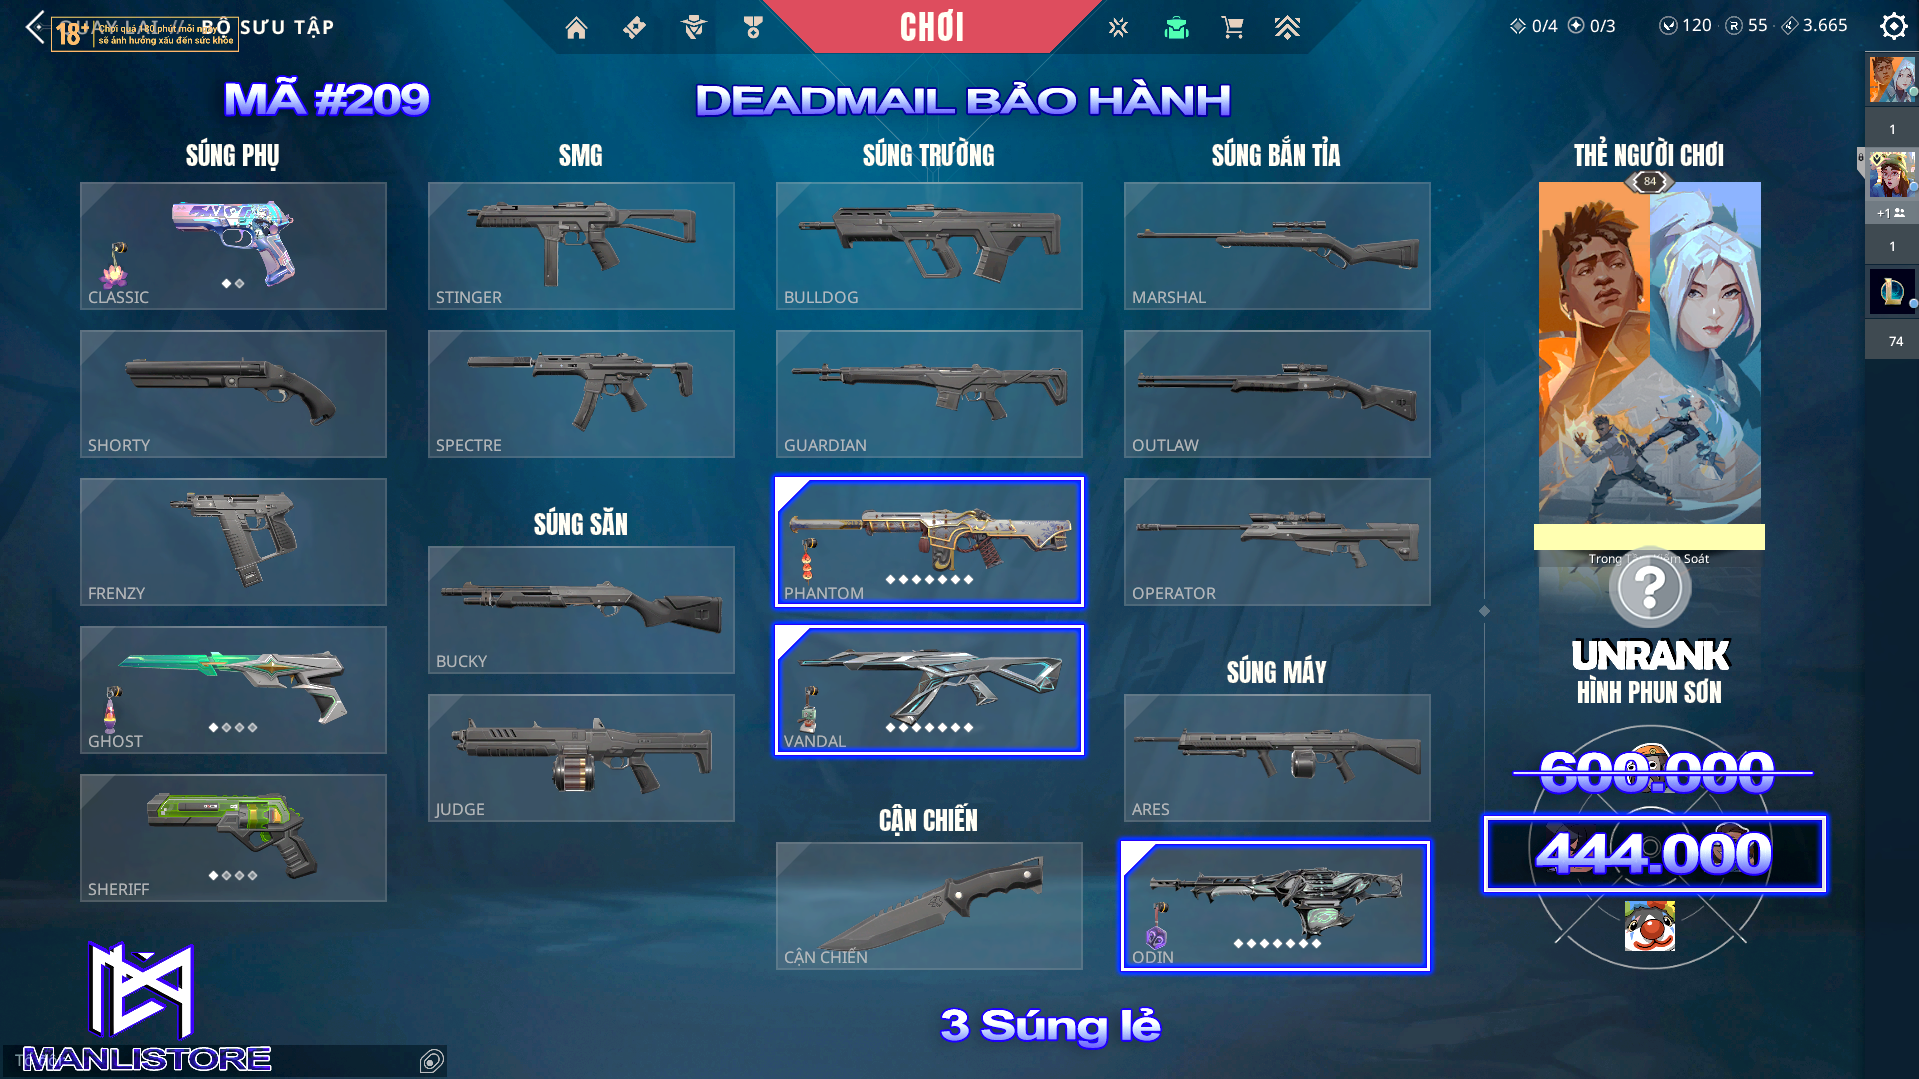 BỘ SƯU TẬP
18+
Chơi quá 180 phút mỗi ngày
sẽ ảnh hưởng xấu đến sức khỏe
CHƠI
0/4
0/3
120
55
3.665
MÃ #209
DEADMAIL BẢO HÀNH
SÚNG PHỤ
SMG
SÚNG TRƯỜNG
SÚNG BẮN TỈA
THẺ NGƯỜI CHƠI
84
CLASSIC
STINGER
BULLDOG
MARSHAL
SHORTY
SPECTRE
GUARDIAN
OUTLAW
FRENZY
SÚNG SĂN
PHANTOM
OPERATOR
GHOST
BUCKY
VANDAL
SÚNG MÁY
SHERIFF
JUDGE
CẬN CHIẾN
ARES
CẬN CHIẾN
ODIN
UNRANK
HÌNH PHUN SƠN
600.000
444.000
1
+1
1
74
3 Súng lẻ
MANLISTORE